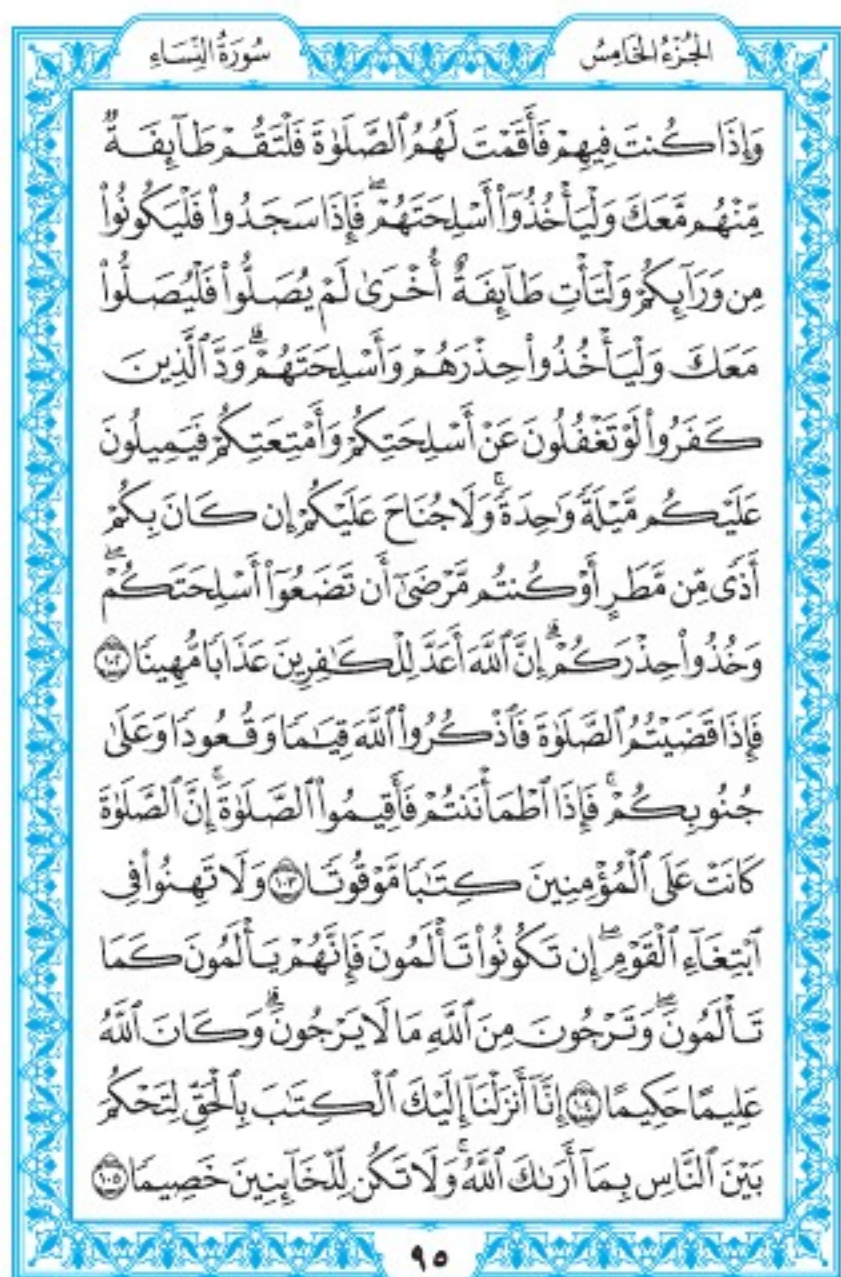 الجُزْءُ الخَامِسُ
سُورَةُ النِّسَاءِ
وَإِذَا كُنتَ فِيهِمْ فَأَقَمْتَ لَهُمُ ٱلصَّلَوٰةَ فَلْتَقُمْ طَآئِفَةٌ
مِّنْهُم مَّعَكَ وَلْيَأْخُذُوٓا۟ أَسْلِحَتَهُمْۖ فَإِذَا سَجَدُوا۟ فَلْيَكُونُوا۟
مِن وَرَآئِكُمْ وَلْتَأْتِ طَآئِفَةٌ أُخْرَىٰ لَمْ يُصَلُّوا۟ فَلْيُصَلُّوا۟
مَعَكَ وَلْيَأْخُذُوا۟ حِذْرَهُمْ وَأَسْلِحَتَهُمْۗ وَدَّ ٱلَّذِينَ
كَفَرُوا۟ لَوْ تَغْفُلُونَ عَنْ أَسْلِحَتِكُمْ وَأَمْتِعَتِكُمْ فَيَمِيلُونَ
عَلَيْكُم مَّيْلَةً وَٰحِدَةًۚ وَلَا جُنَاحَ عَلَيْكُمْ إِن كَانَ بِكُمْ
أَذًى مِّن مَّطَرٍ أَوْ كُنتُم مَّرْضَىٰٓ أَن تَضَعُوٓا۟ أَسْلِحَتَكُمْۖ
وَخُذُوا۟ حِذْرَكُمْۗ إِنَّ ٱللَّهَ أَعَدَّ لِلْكَٰفِرِينَ عَذَابًا مُّهِينًا ١٠٢
فَإِذَا قَضَيْتُمُ ٱلصَّلَوٰةَ فَٱذْكُرُوا۟ ٱللَّهَ قِيَٰمًا وَقُعُودًا وَعَلَىٰ
جُنُوبِكُمْۚ فَإِذَا ٱطْمَأْنَنتُمْ فَأَقِيمُوا۟ ٱلصَّلَوٰةَۚ إِنَّ ٱلصَّلَوٰةَ
كَانَتْ عَلَى ٱلْمُؤْمِنِينَ كِتَٰبًا مَّوْقُوتًا ١٠٣ وَلَا تَهِنُوا۟ فِى
ٱبْتِغَآءِ ٱلْقَوْمِۖ إِن تَكُونُوا۟ تَأْلَمُونَ فَإِنَّهُمْ يَأْلَمُونَ كَمَا
تَأْلَمُونَۖ وَتَرْجُونَ مِنَ ٱللَّهِ مَا لَا يَرْجُونَۗ وَكَانَ ٱللَّهُ
عَلِيمًا حَكِيمًا ١٠٤ إِنَّآ أَنزَلْنَآ إِلَيْكَ ٱلْكِتَٰبَ بِٱلْحَقِّ لِتَحْكُمَ
بَيْنَ ٱلنَّاسِ بِمَآ أَرَىٰكَ ٱللَّهُۚ وَلَا تَكُن لِّلْخَآئِنِينَ خَصِيمًا ١٠٥
٩٥